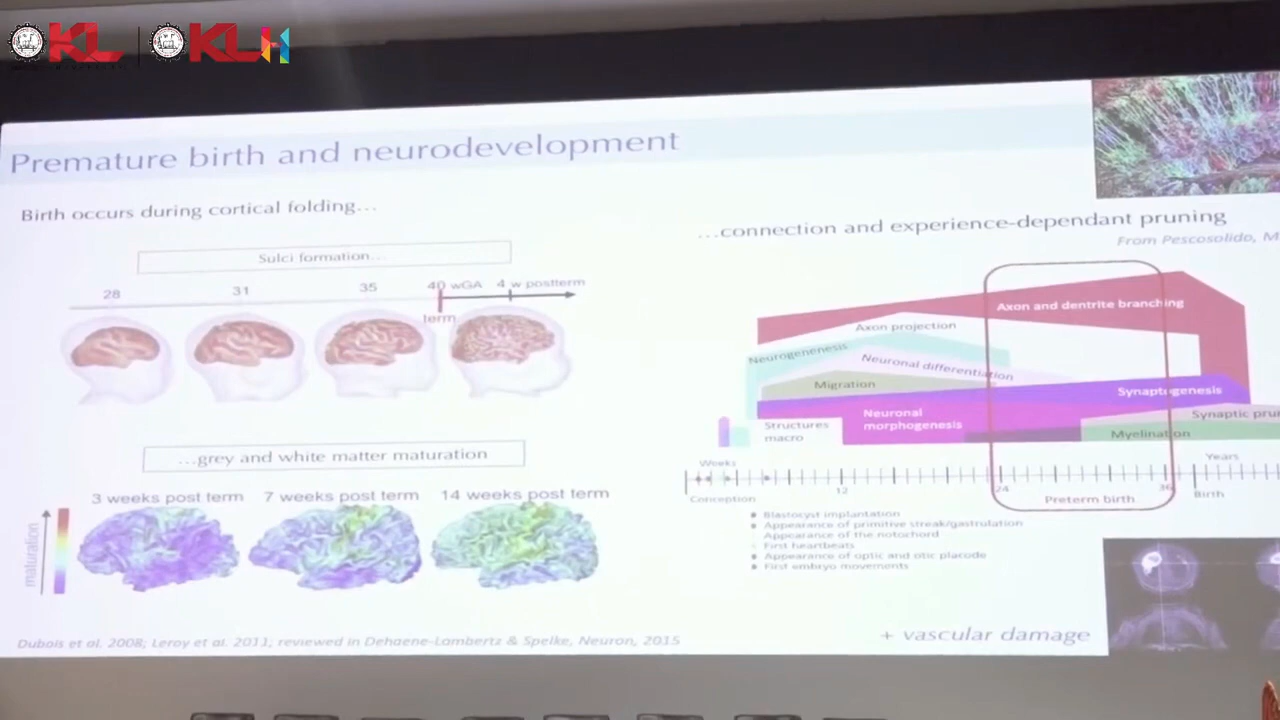 KL KLH
Premature birth and neurodevelopment
Birth occurs during cortical folding...
Sulci formation...
28 31 35 40 wGA 4 w postterm
term
...grey and white matter maturation
3 weeks post term 7 weeks post term 14 weeks post term
maturation
Dubois et al. 2008; Leroy et al. 2011; reviewed in Dehaene-Lambertz & Spelke, Neuron, 2015
...connection and experience-dependant pruning
From Pescosolido, M
Axon and dentrite branching
Axon projection
Neurogenenesis
Neuronal differentiation
Migration
Synaptogenesis
Neuronal
morphogenesis
Synaptic prun
Structures
macro
Myelination
Weeks
Years
12 24 36
Conception
Preterm birth
Birth
Blastocyst implantation
Appearance of primitive streak/gastrulation
Appearance of the notochord
First heartbeats
Appearance of optic and otic placode
First embryo movements
+ vascular damage